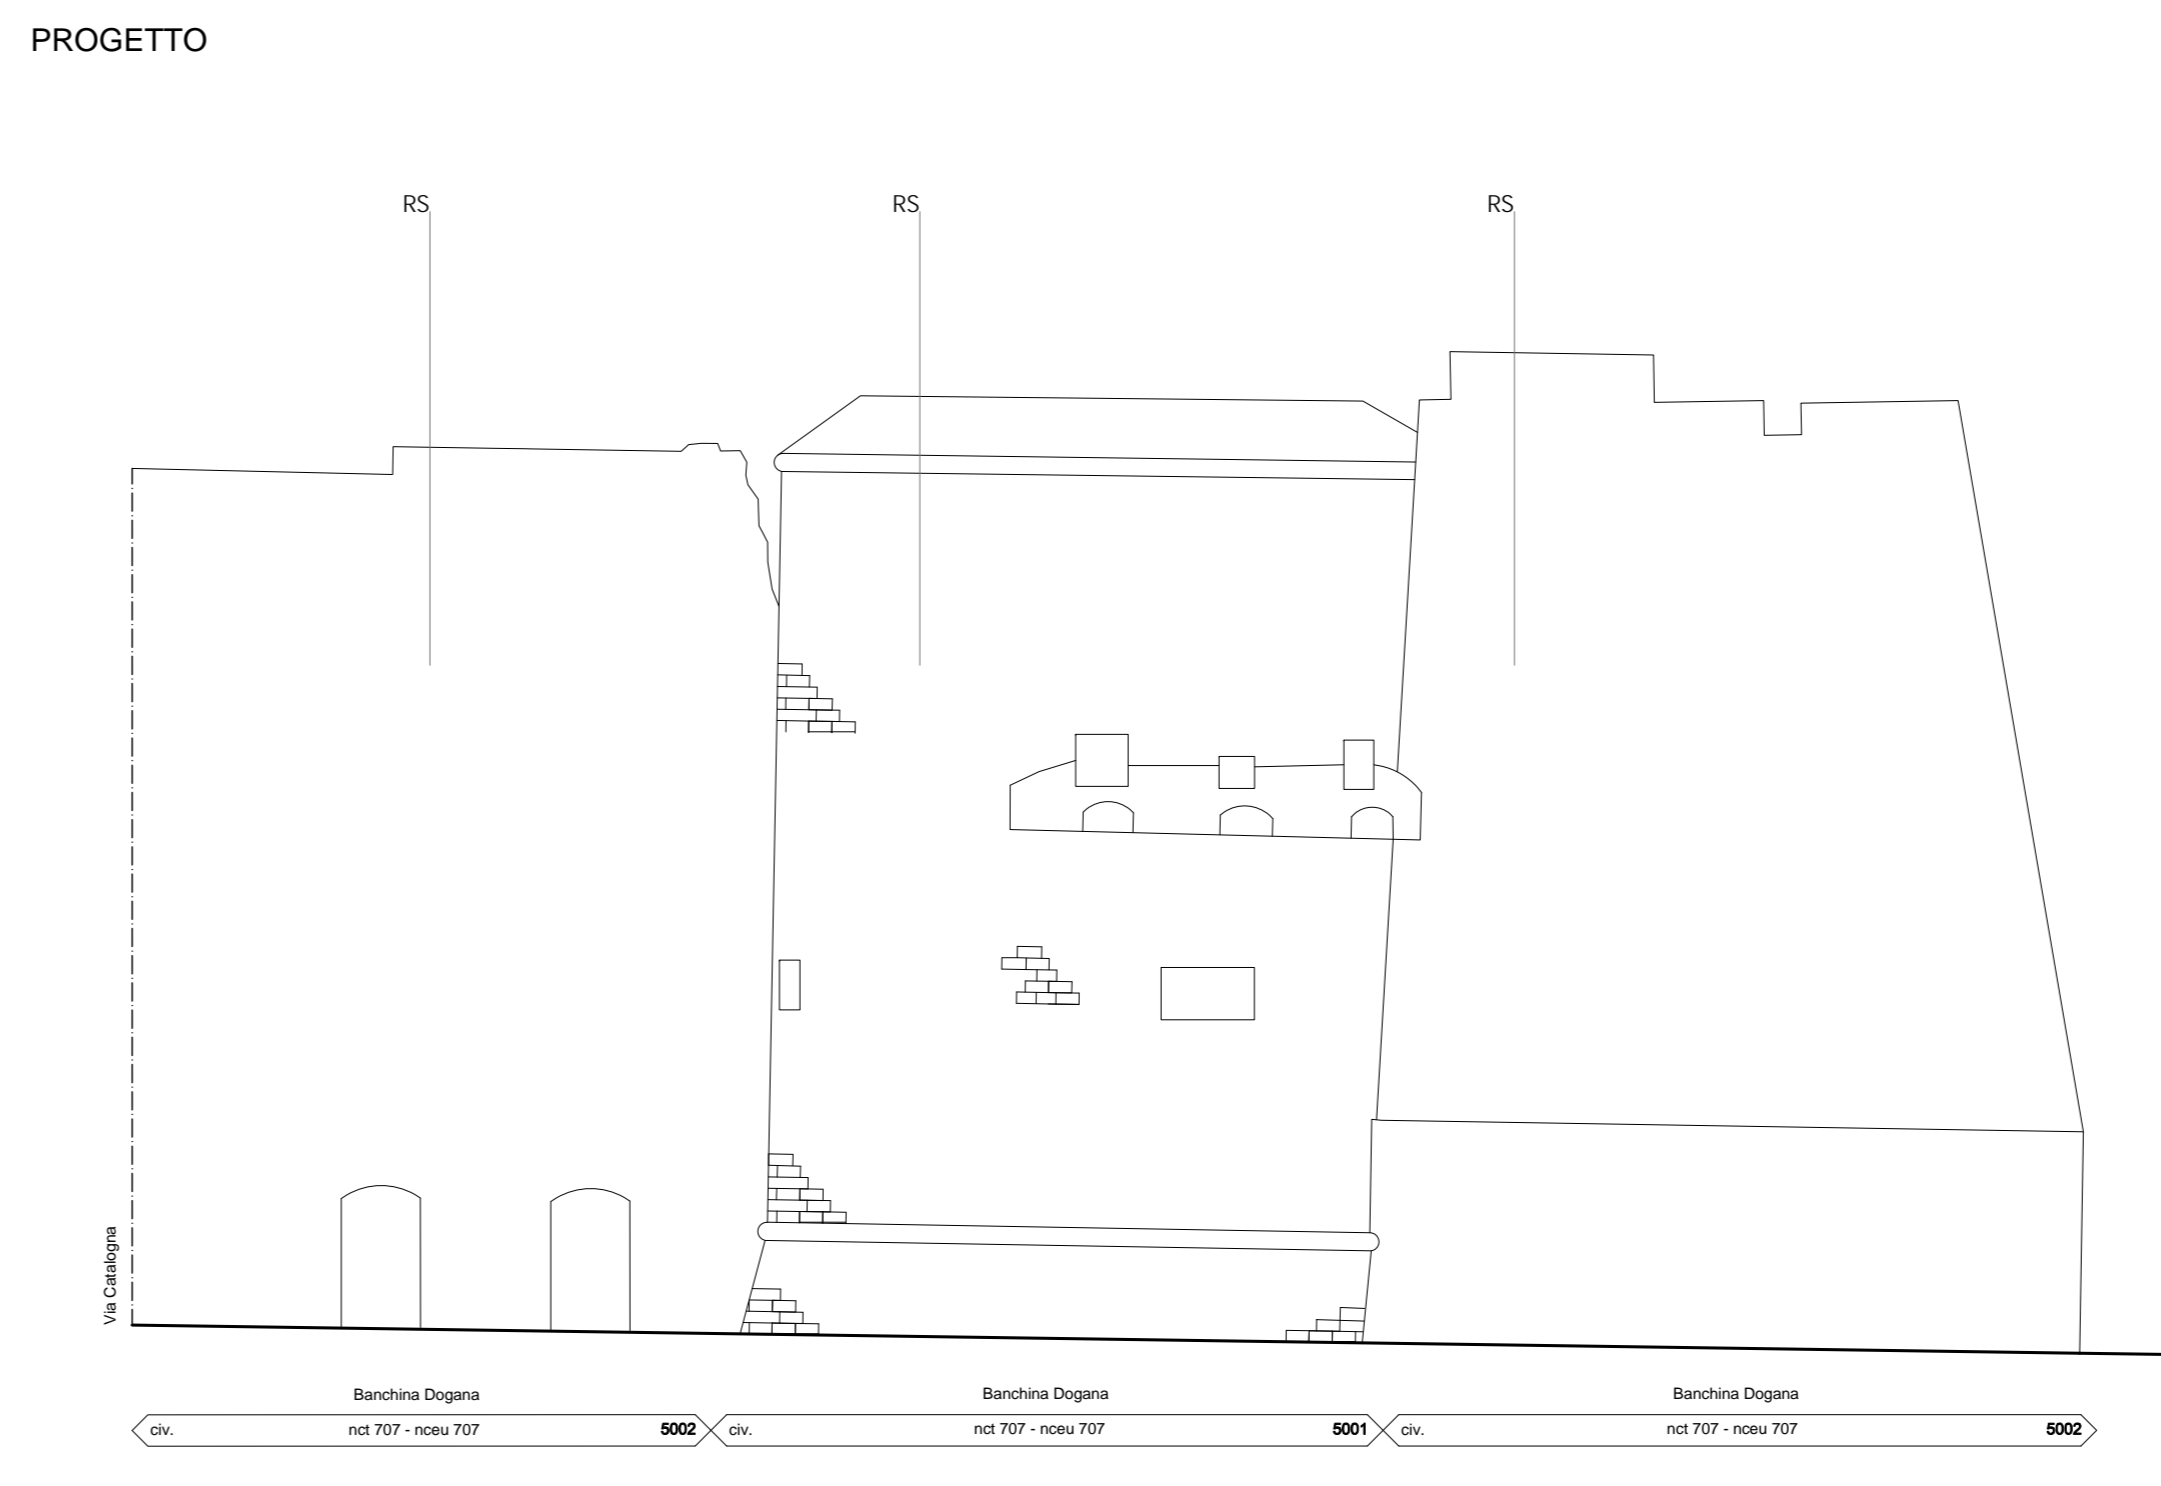 PROGETTO
RS RS RS
Via Catalogna
Banchina Dogana Banchina Dogana Banchina Dogana
civ. nct 707 - nceu 707 5002 civ. nct 707 - nceu 707 5001 civ. nct 707 - nceu 707 5002